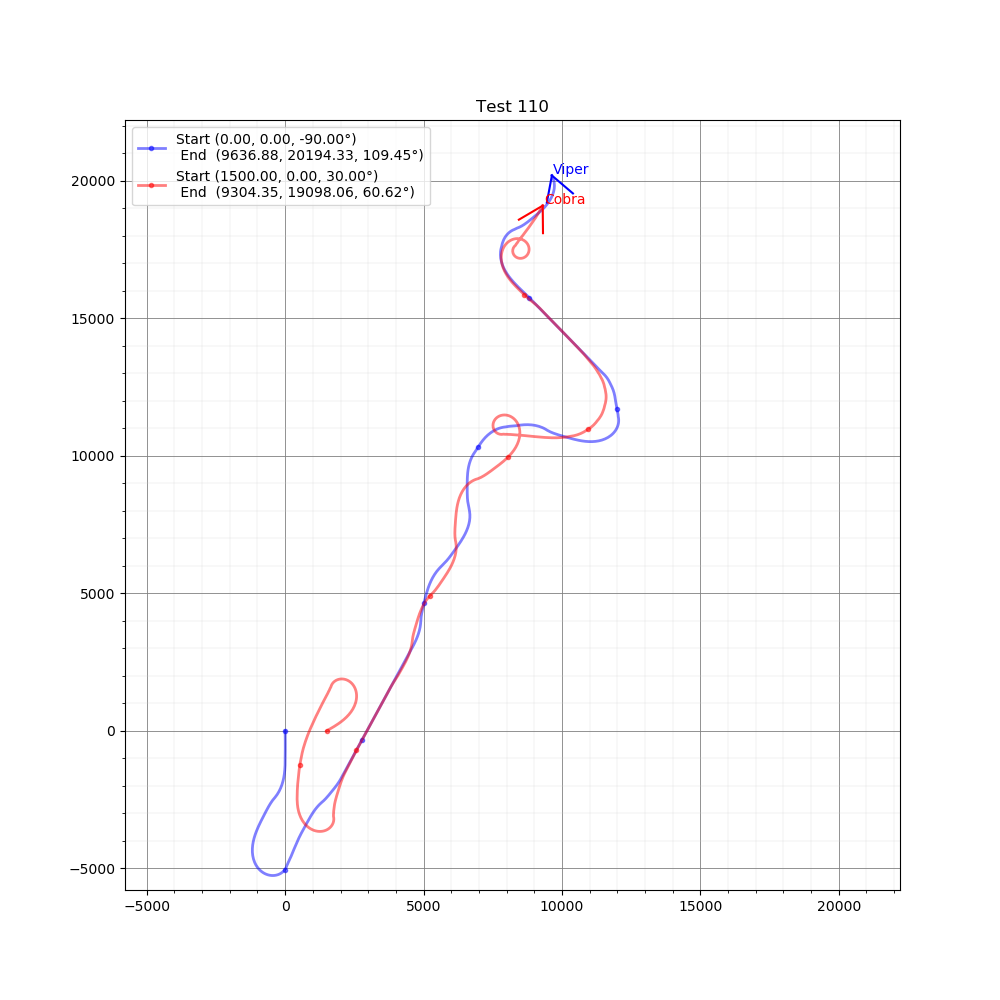 Test 110
Start (0.00, 0.00, -90.00°)
End (9636.88, 20194.33, 109.45°)
Start (1500.00, 0.00, 30.00°)
End (9304.35, 19098.06, 60.62°)
Viper
Cobra
20000
15000
10000
5000
0
−5000
−5000 0 5000 10000 15000 20000